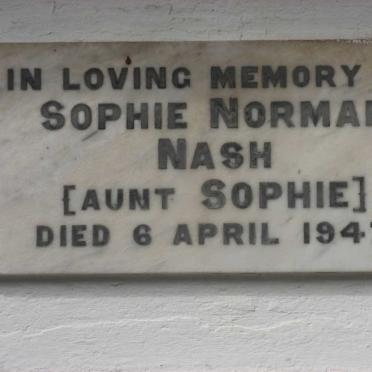 IN LOVING MEMORY
SOPHIE NORMA
NASH
[AUNT SOPHIE]
DIED 6 APRIL 194